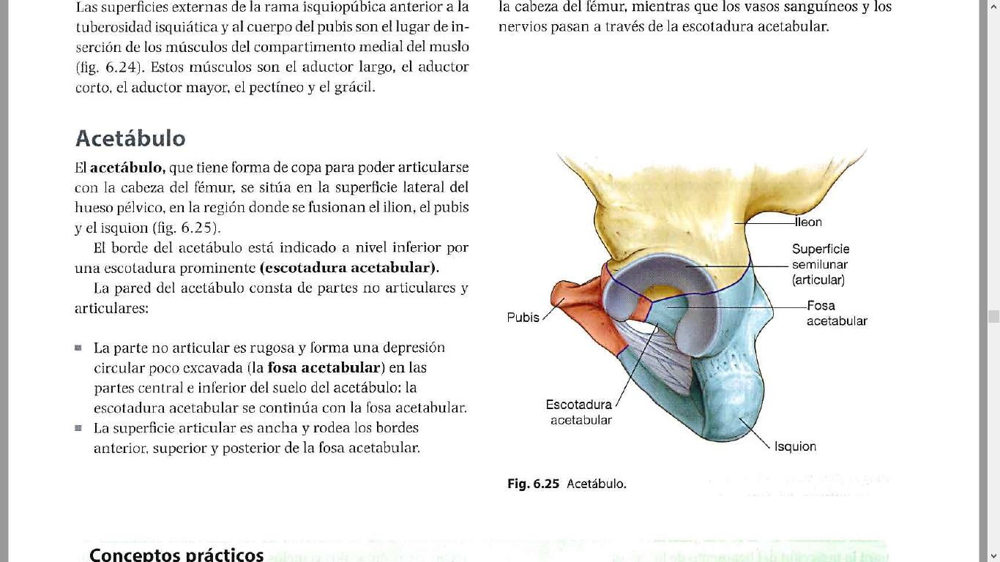 Las superficies externas de la rama isquiopúbica anterior a la
tuberosidad isquiática y al cuerpo del pubis son el lugar de in-
serción de los músculos del compartimento medial del muslo
(fig. 6.24). Estos músculos son el aductor largo, el aductor
corto, el aductor mayor, el pectíneo y el grácil.
Acetábulo
El acetábulo, que tiene forma de copa para poder articularse
con la cabeza del fémur, se sitúa en la superficie lateral del
hueso pélvico, en la región donde se fusionan el ilion, el pubis
y el isquion (fig. 6.25).
El borde del acetábulo está indicado a nivel inferior por
una escotadura prominente (escotadura acetabular).
La pared del acetábulo consta de partes no articulares y
articulares:
La parte no articular es rugosa y forma una depresión
circular poco excavada (la fosa acetabular) en las
partes central e inferior del suelo del acetábulo; la
escotadura acetabular se continúa con la fosa acetabular.
La superficie articular es ancha y rodea los bordes
anterior, superior y posterior de la fosa acetabular.
la cabeza del fémur, mientras que los vasos sanguíneos y los
nervios pasan a través de la escotadura acetabular.
Ileon
Superficie
semilunar
(articular)
Fosa
acetabular
Pubis
Escotadura
acetabular
Isquion
Fig. 6.25 Acetábulo.
Conceptos prácticos